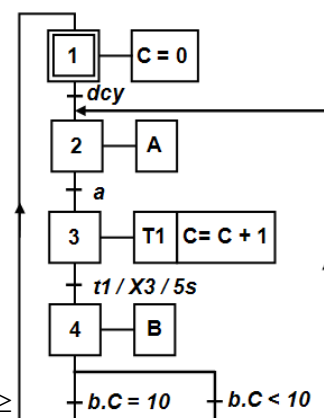 1 C = 0
dcy
2 A
a
3 T1 C= C + 1
t1 / X3 / 5s
4 B
≥ b.C = 10 b.C < 10